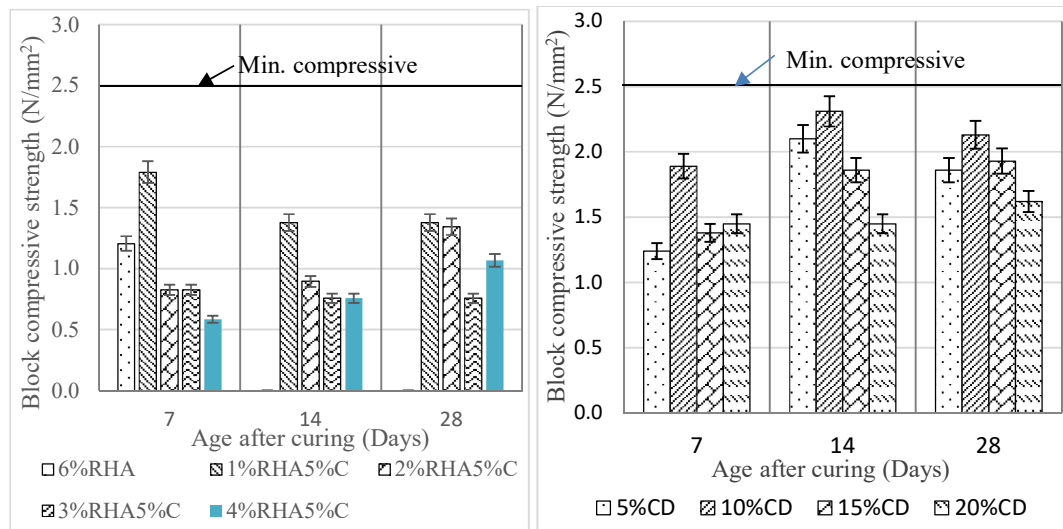 Block compressive strength (N/mm2)
3.0
2.5
2.0
1.5
1.0
0.5
0.0
Min. compressive
7 14 28
Age after curing (Days)
6%RHA 1%RHA5%C 2%RHA5%C
3%RHA5%C 4%RHA5%C
Block compressive strength (N/mm2)
3.0
2.5
2.0
1.5
1.0
0.5
0.0
Min. compressive
7 14 28
Age after curing (Days)
5%CD 10%CD 15%CD 20%CD